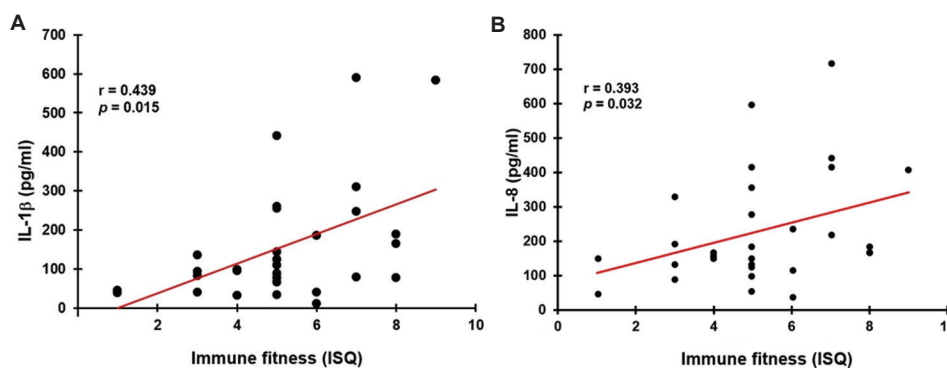 A
700
600
500
400
300
200
100
0
IL-1β (pg/ml)
r = 0.439
p = 0.015
2 4 6 8 10
Immune fitness (ISQ)
B
800
700
600
500
400
300
200
100
0
IL-8 (pg/ml)
r = 0.393
p = 0.032
0 2 4 6 8 10
Immune fitness (ISQ)